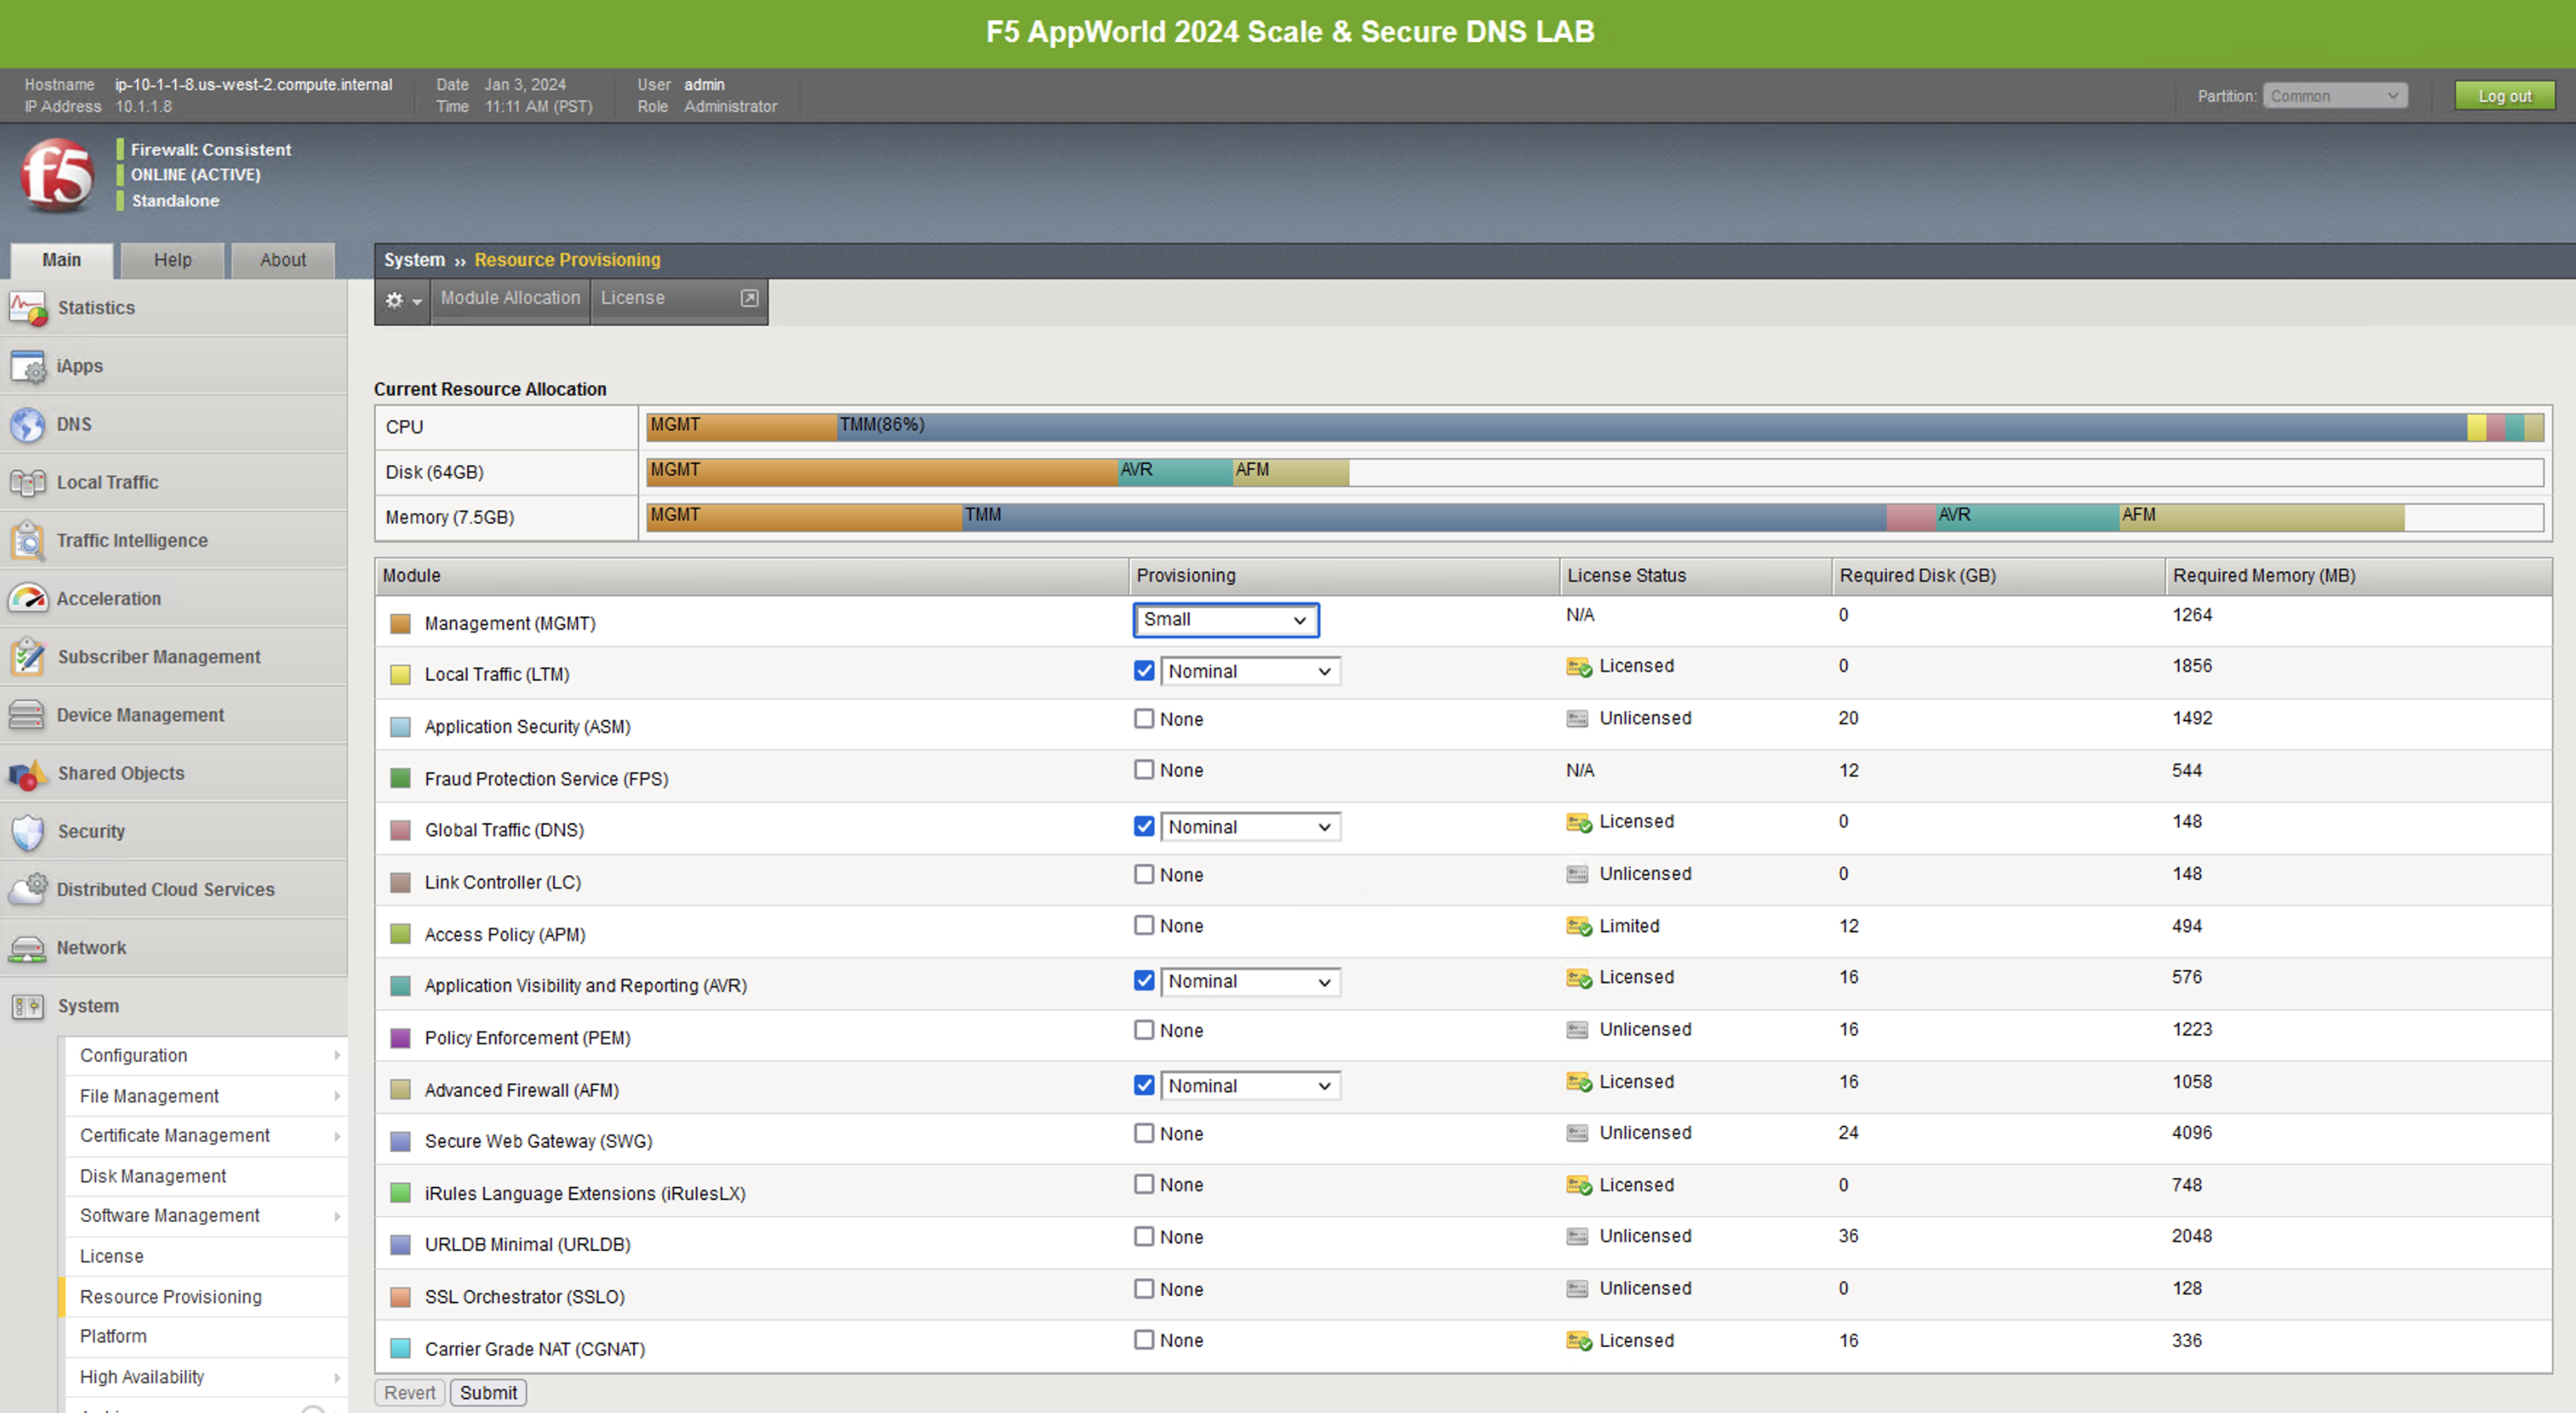 F5 AppWorld 2024 Scale & Secure DNS LAB
Hostname ip-10-1-1-8.us-west-2.compute.internal Date Jan 3, 2024 User admin
IP Address 10.1.1.8 Time 11:11 AM (PST) Role Administrator
Partition: Common Log out
f5
Firewall: Consistent
ONLINE (ACTIVE)
Standalone
Main Help About
System ›› Resource Provisioning
Module Allocation License
Statistics
iApps
DNS
Local Traffic
Traffic Intelligence
Acceleration
Subscriber Management
Device Management
Shared Objects
Security
Distributed Cloud Services
Network
System
Configuration
File Management
Certificate Management
Disk Management
Software Management
License
Resource Provisioning
Platform
High Availability
Current Resource Allocation
CPU MGMT TMM(86%)
Disk (64GB) MGMT AVR AFM
Memory (7.5GB) MGMT TMM AVR AFM
Module Provisioning License Status Required Disk (GB) Required Memory (MB)
Management (MGMT) Small N/A 0 1264
Local Traffic (LTM) Nominal Licensed 0 1856
Application Security (ASM) None Unlicensed 20 1492
Fraud Protection Service (FPS) None N/A 12 544
Global Traffic (DNS) Nominal Licensed 0 148
Link Controller (LC) None Unlicensed 0 148
Access Policy (APM) None Limited 12 494
Application Visibility and Reporting (AVR) Nominal Licensed 16 576
Policy Enforcement (PEM) None Unlicensed 16 1223
Advanced Firewall (AFM) Nominal Licensed 16 1058
Secure Web Gateway (SWG) None Unlicensed 24 4096
iRules Language Extensions (iRulesLX) None Licensed 0 748
URLDB Minimal (URLDB) None Unlicensed 36 2048
SSL Orchestrator (SSLO) None Unlicensed 0 128
Carrier Grade NAT (CGNAT) None Licensed 16 336
Revert Submit